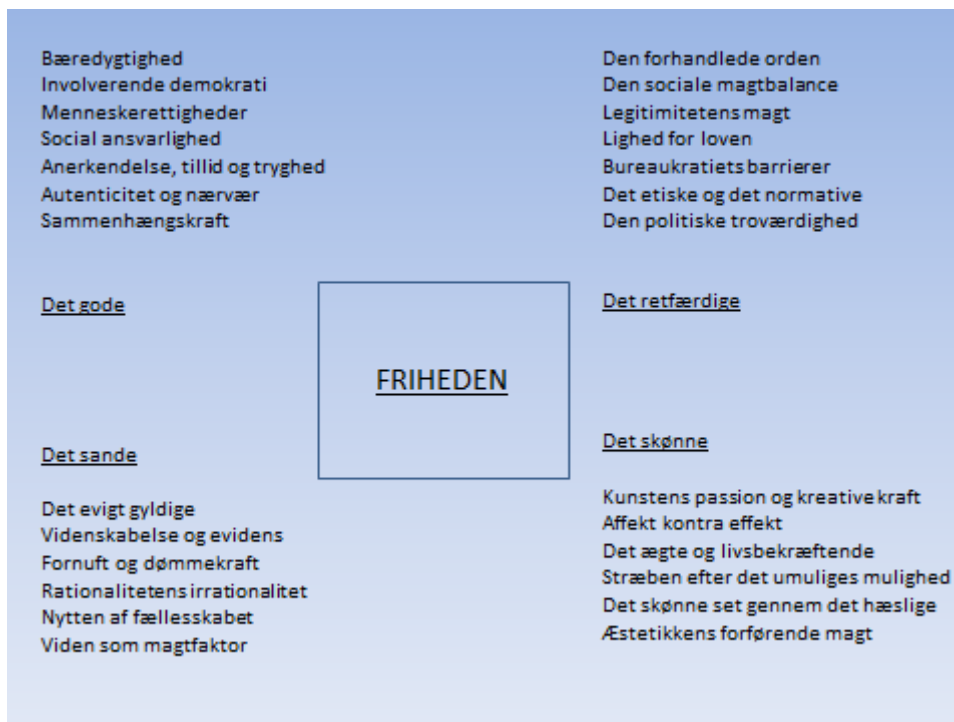 Bæredygtighed
Involverende demokrati
Menneskerettigheder
Social ansvarlighed
Anerkendelse, tillid og tryghed
Autenticitet og nærvær
Sammenhængskraft
Det gode
Den forhandlede orden
Den sociale magtbalance
Legitimitetens magt
Lighed for loven
Bureaukratiets barrierer
Det etiske og det normative
Den politiske troværdighed
Det retfærdige
FRIHEDEN
Det sande
Det evigt gyldige
Videnskabelse og evidens
Fornuft og dømmekraft
Rationalitetens irrationalitet
Nytten af fællesskabet
Viden som magtfaktor
Det skønne
Kunstens passion og kreative kraft
Affekt kontra effekt
Det ægte og livsbekræftende
Stræben efter det umuliges mulighed
Det skønne set gennem det hæslige
Æstetikkens forførende magt